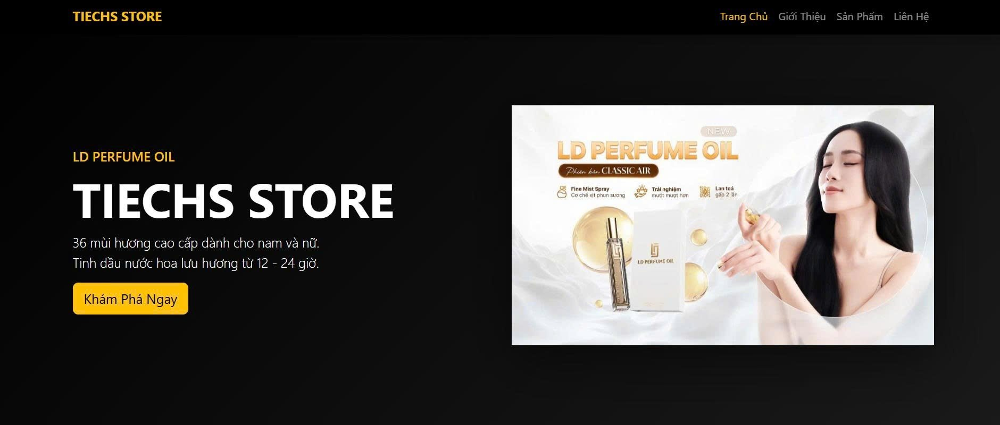 TIECHS STORE
Trang Chủ Giới Thiệu Sản Phẩm Liên Hệ
LD PERFUME OIL
TIECHS STORE
36 mùi hương cao cấp dành cho nam và nữ.
Tinh dầu nước hoa lưu hương từ 12 - 24 giờ.
Khám Phá Ngay
NEW
LD PERFUME OIL
Phiên bản CLASSIC AIR
Fine Mist Spray
Cơ chế xịt phun sương
Trải nghiệm
mướt mượt hơn
Lan toả
gấp 2 lần
LD PERFUME OIL